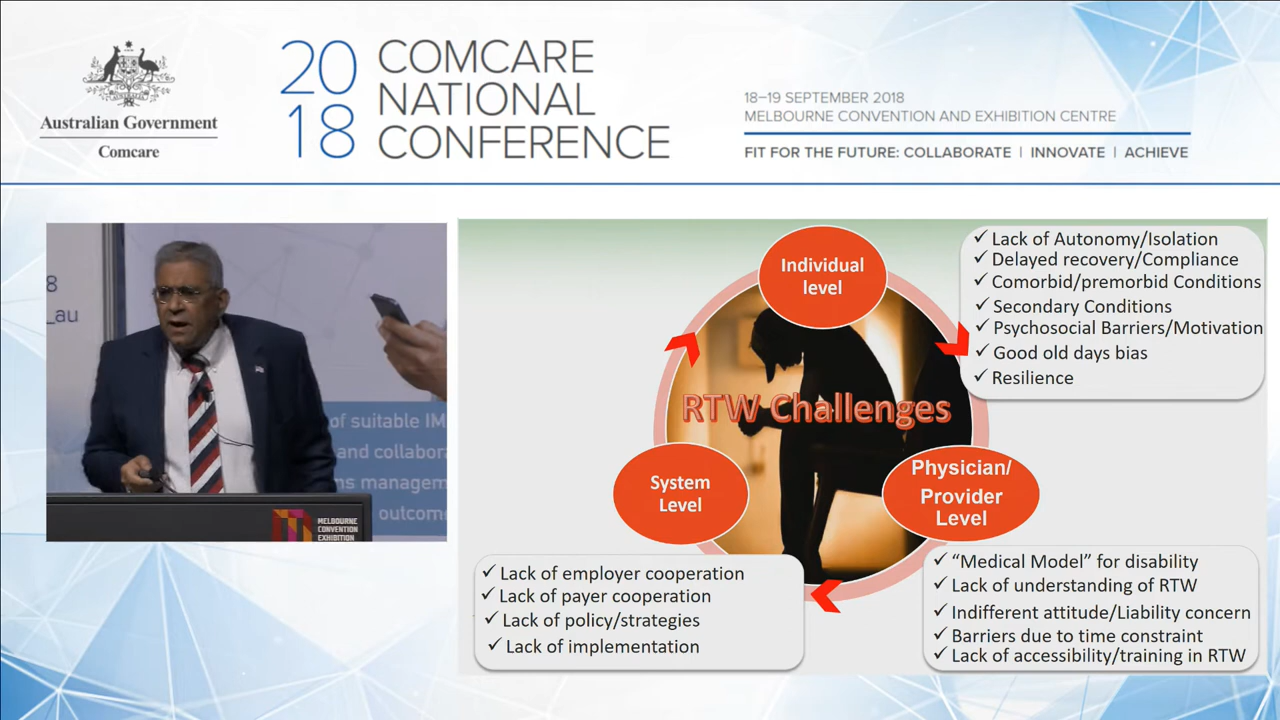 Australian Government
Comcare
20
18
COMCARE
NATIONAL
CONFERENCE
18–19 SEPTEMBER 2018
MELBOURNE CONVENTION AND EXHIBITION CENTRE
FIT FOR THE FUTURE: COLLABORATE | INNOVATE | ACHIEVE
8
_au
of suitable IM
and collabora
ns managem
outcom
MELBOURNE
CONVENTION
EXHIBITION
Individual
level
✓ Lack of Autonomy/Isolation
✓ Delayed recovery/Compliance
✓ Comorbid/premorbid Conditions
✓ Secondary Conditions
✓ Psychosocial Barriers/Motivation
✓ Good old days bias
✓ Resilience
RTW Challenges
System
Level
Physician/
Provider
Level
✓ Lack of employer cooperation
✓ Lack of payer cooperation
✓ Lack of policy/strategies
✓ Lack of implementation
✓ “Medical Model” for disability
✓ Lack of understanding of RTW
✓ Indifferent attitude/Liability concern
✓ Barriers due to time constraint
✓ Lack of accessibility/training in RTW